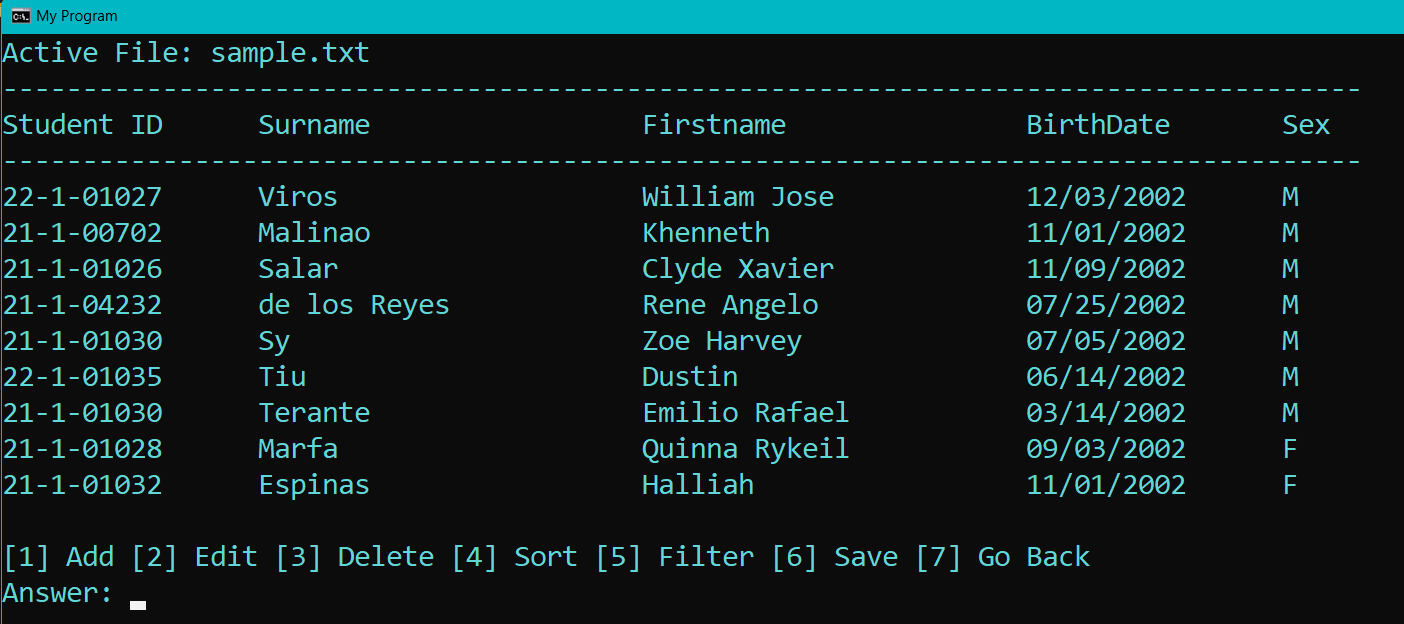 My Program
Active File: sample.txt
-------------------------------------------------------------------------------------
Student ID      Surname                 Firstname               BirthDate       Sex
-------------------------------------------------------------------------------------
22-1-01027      Viros                   William Jose            12/03/2002      M
21-1-00702      Malinao                 Khenneth                11/01/2002      M
21-1-01026      Salar                   Clyde Xavier            11/09/2002      M
21-1-04232      de los Reyes            Rene Angelo             07/25/2002      M
21-1-01030      Sy                      Zoe Harvey              07/05/2002      M
22-1-01035      Tiu                     Dustin                  06/14/2002      M
21-1-01030      Terante                 Emilio Rafael           03/14/2002      M
21-1-01028      Marfa                   Quinna Rykeil           09/03/2002      F
21-1-01032      Espinas                 Halliah                 11/01/2002      F
[1] Add [2] Edit [3] Delete [4] Sort [5] Filter [6] Save [7] Go Back
Answer: